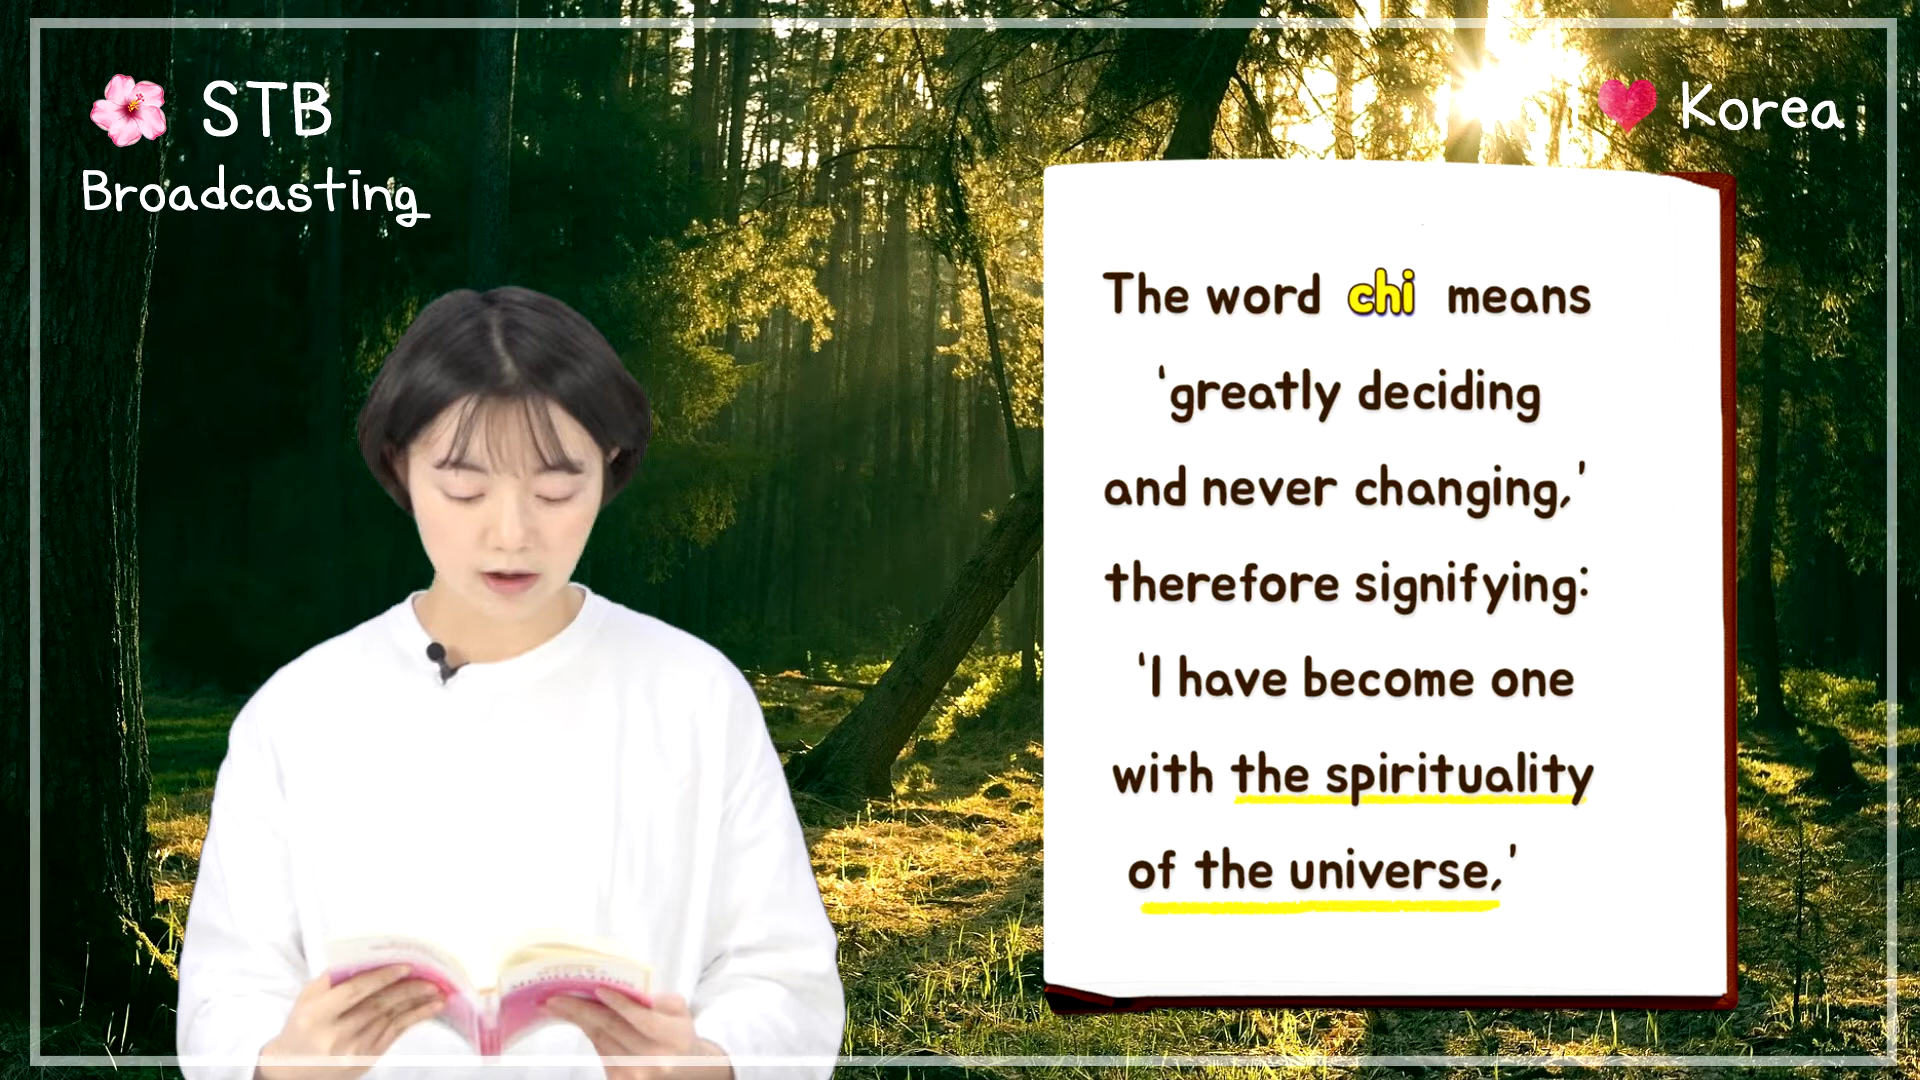 STB
Broadcasting
Korea
The word chi means
‘greatly deciding
and never changing,’
therefore signifying:
‘I have become one
with the spirituality
of the universe,’